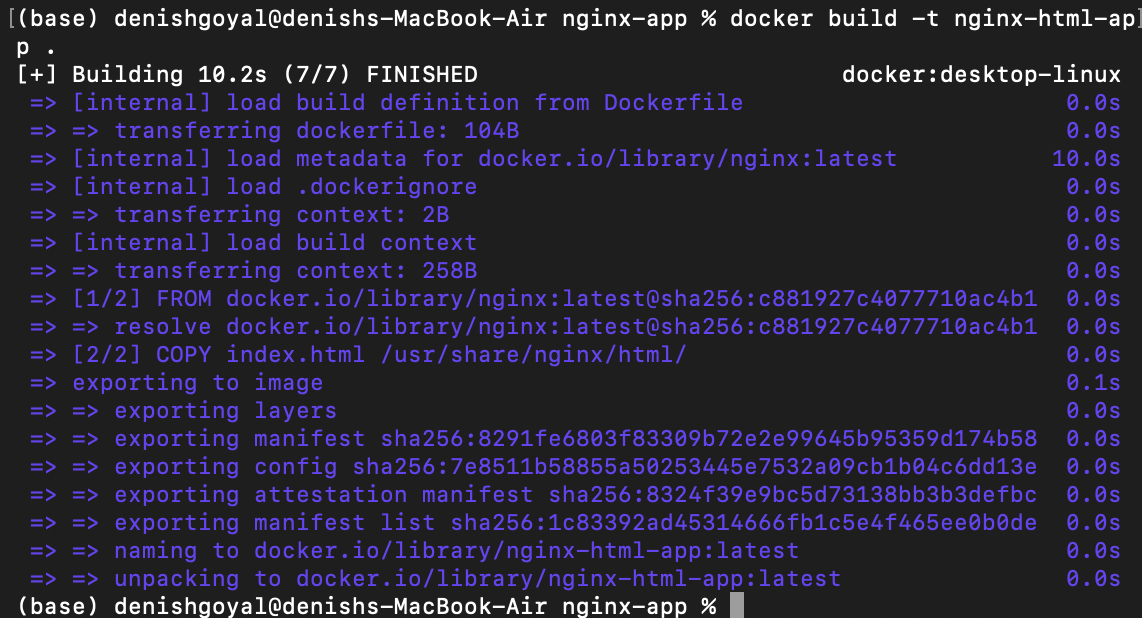 [(base) denishgoyal@denishs-MacBook-Air nginx-app % docker build -t nginx-html-ap]
p .
[+] Building 10.2s (7/7) FINISHED docker:desktop-linux
=> [internal] load build definition from Dockerfile 0.0s
=> => transferring dockerfile: 104B 0.0s
=> [internal] load metadata for docker.io/library/nginx:latest 10.0s
=> [internal] load .dockerignore 0.0s
=> => transferring context: 2B 0.0s
=> [internal] load build context 0.0s
=> => transferring context: 258B 0.0s
=> [1/2] FROM docker.io/library/nginx:latest@sha256:c881927c4077710ac4b1 0.0s
=> => resolve docker.io/library/nginx:latest@sha256:c881927c4077710ac4b1 0.0s
=> [2/2] COPY index.html /usr/share/nginx/html/ 0.0s
=> exporting to image 0.1s
=> => exporting layers 0.0s
=> => exporting manifest sha256:8291fe6803f83309b72e2e99645b95359d174b58 0.0s
=> => exporting config sha256:7e8511b58855a50253445e7532a09cb1b04c6dd13e 0.0s
=> => exporting attestation manifest sha256:8324f39e9bc5d73138bb3b3defbc 0.0s
=> => exporting manifest list sha256:1c83392ad45314666fb1c5e4f465ee0b0de 0.0s
=> => naming to docker.io/library/nginx-html-app:latest 0.0s
=> => unpacking to docker.io/library/nginx-html-app:latest 0.0s
(base) denishgoyal@denishs-MacBook-Air nginx-app %